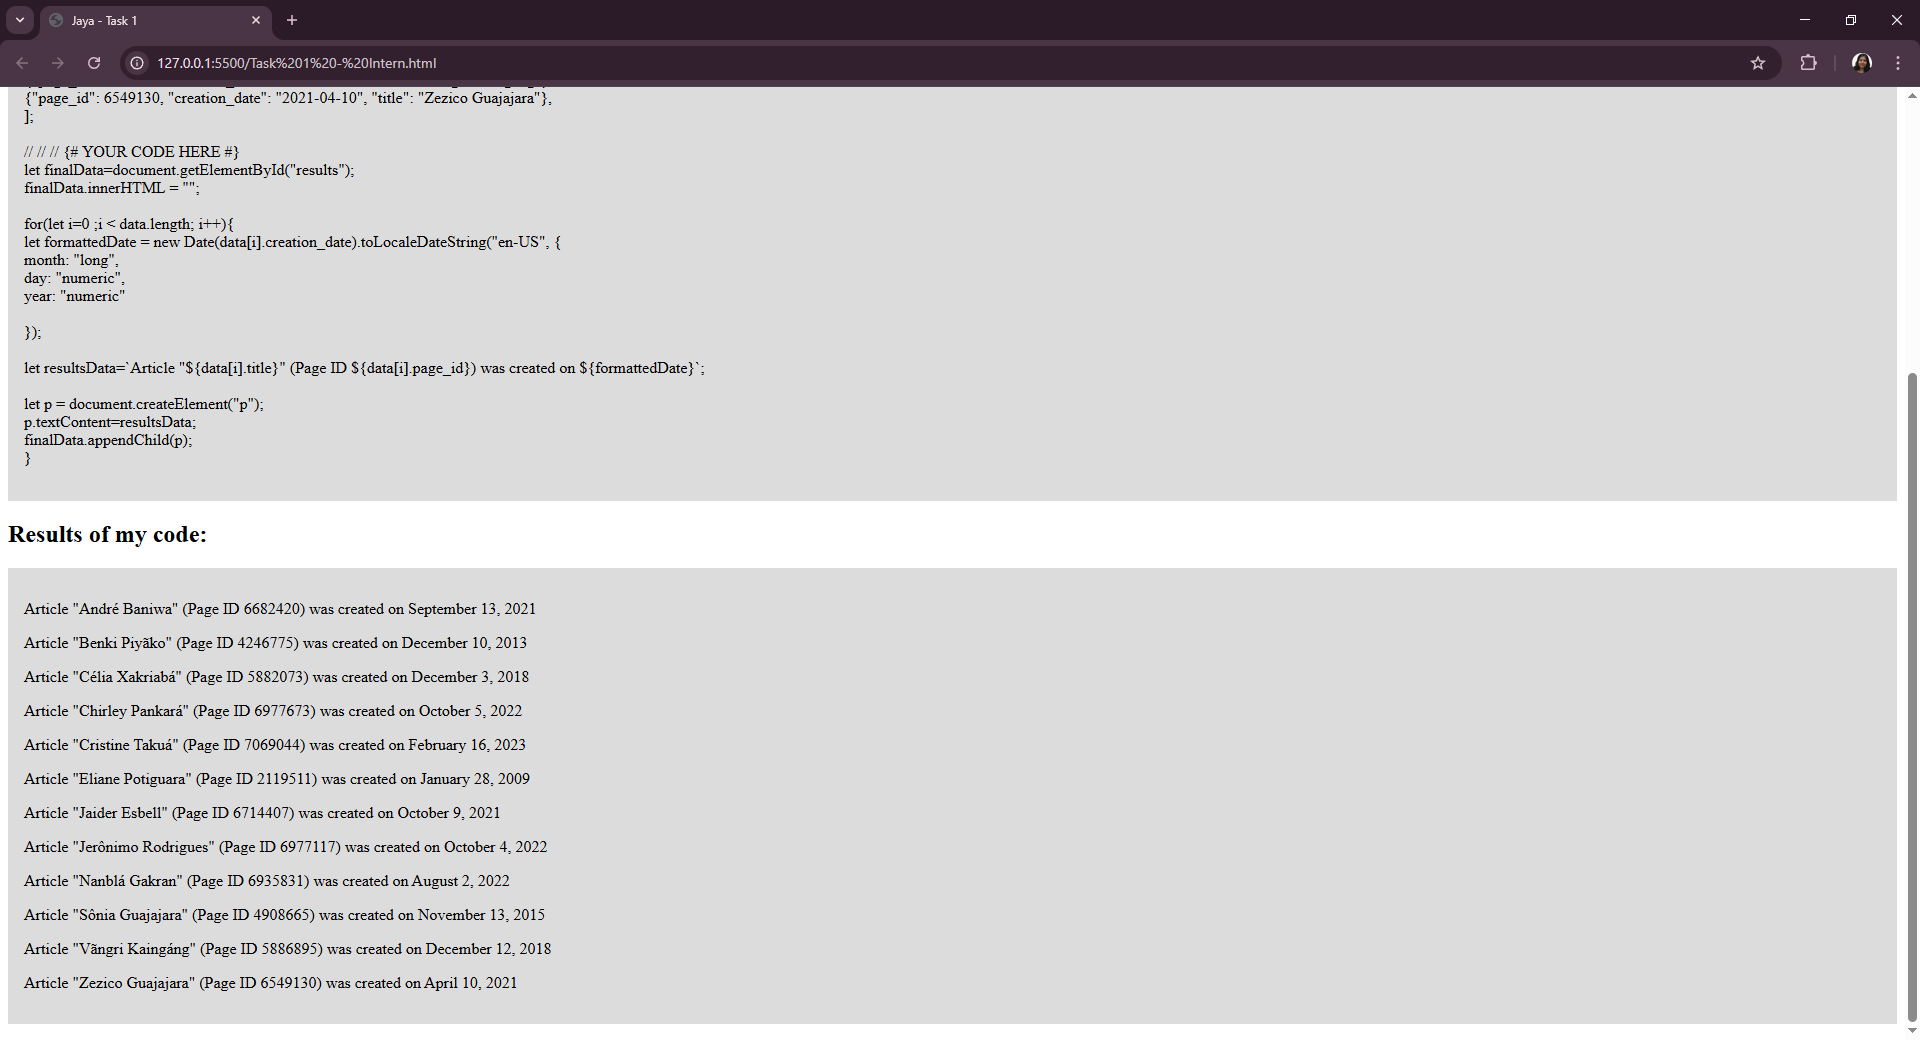 Jaya - Task 1
127.0.0.1:5500/Task%201%20-%20Intern.html
{"page_id": 6549130, "creation_date": "2021-04-10", "title": "Zezico Guajajara"},
];
// // // {# YOUR CODE HERE #}
let finalData=document.getElementById("results");
finalData.innerHTML = "";
for(let i=0 ;i < data.length; i++){
let formattedDate = new Date(data[i].creation_date).toLocaleDateString("en-US", {
month: "long",
day: "numeric",
year: "numeric"
});
let resultsData=`Article "${data[i].title}" (Page ID ${data[i].page_id}) was created on ${formattedDate}`;
let p = document.createElement("p");
p.textContent=resultsData;
finalData.appendChild(p);
}
Results of my code:
Article "André Baniwa" (Page ID 6682420) was created on September 13, 2021
Article "Benki Piyãko" (Page ID 4246775) was created on December 10, 2013
Article "Célia Xakriabá" (Page ID 5882073) was created on December 3, 2018
Article "Chirley Pankará" (Page ID 6977673) was created on October 5, 2022
Article "Cristine Takuá" (Page ID 7069044) was created on February 16, 2023
Article "Eliane Potiguara" (Page ID 2119511) was created on January 28, 2009
Article "Jaider Esbell" (Page ID 6714407) was created on October 9, 2021
Article "Jerônimo Rodrigues" (Page ID 6977117) was created on October 4, 2022
Article "Nanblá Gakran" (Page ID 6935831) was created on August 2, 2022
Article "Sônia Guajajara" (Page ID 4908665) was created on November 13, 2015
Article "Vãngri Kaingáng" (Page ID 5886895) was created on December 12, 2018
Article "Zezico Guajajara" (Page ID 6549130) was created on April 10, 2021